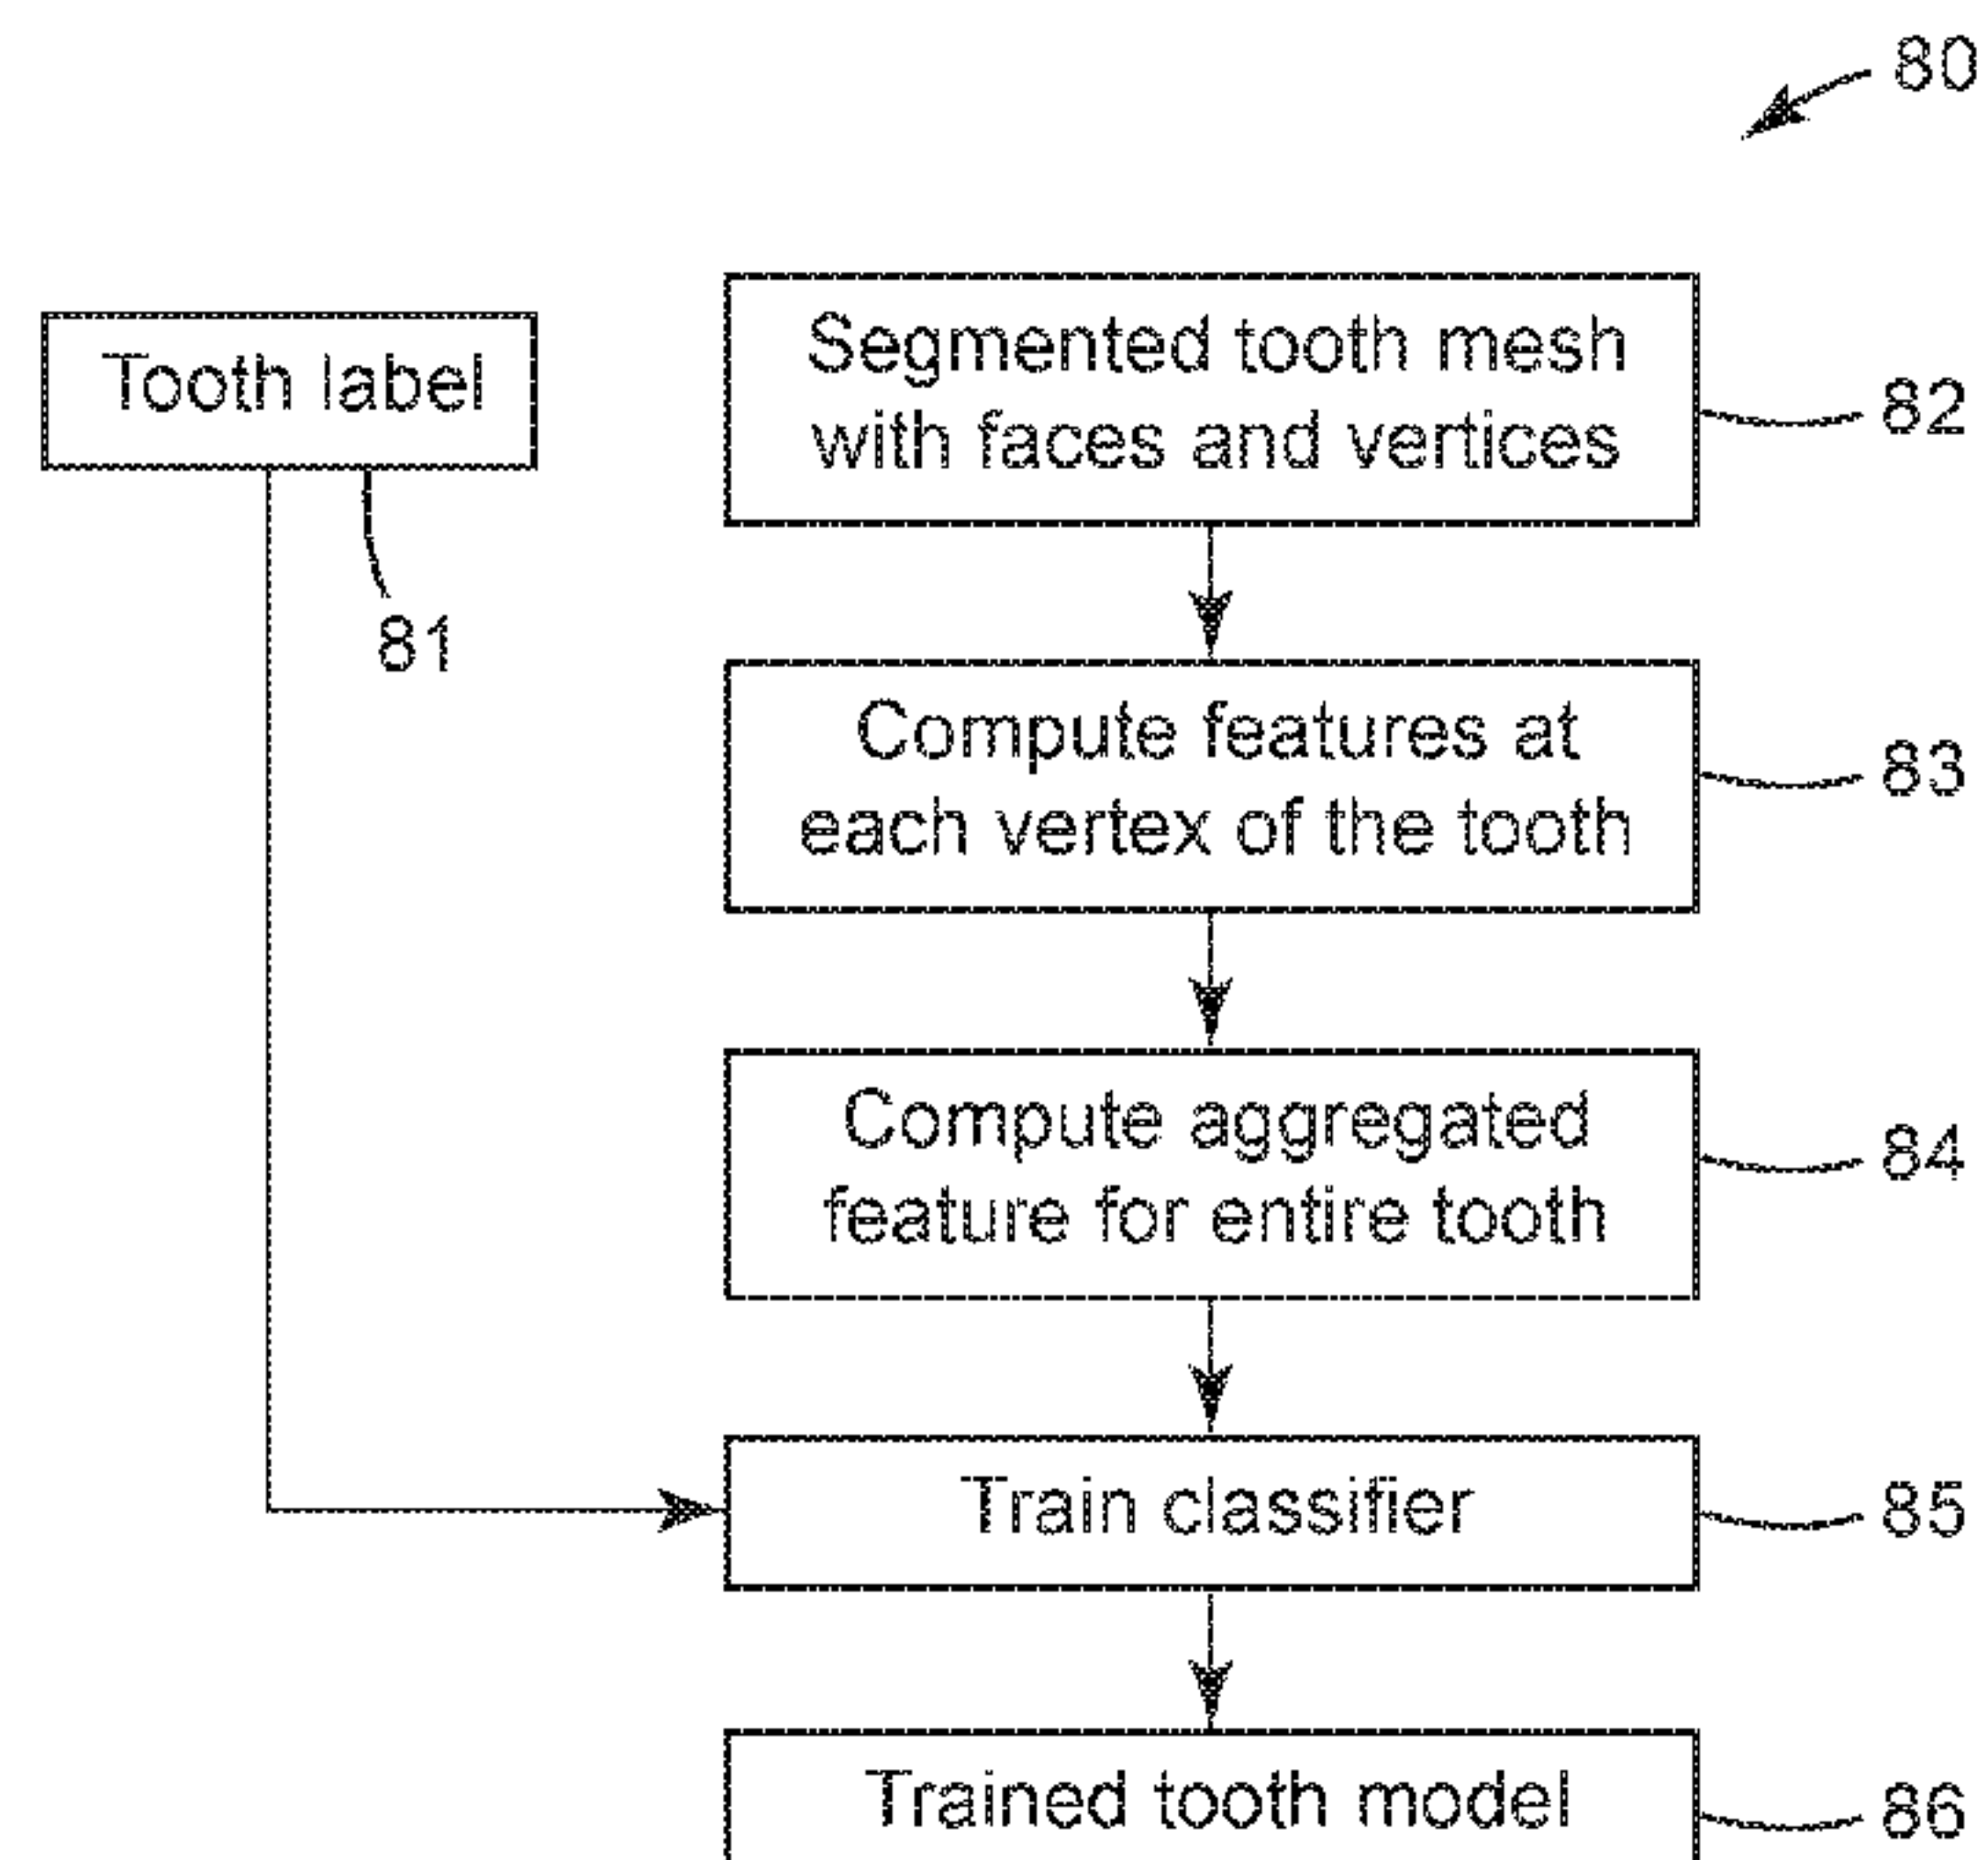 80
Tooth label
81
Segmented tooth mesh
with faces and vertices
82
Compute features at
each vertex of the tooth
83
Compute aggregated
feature for entire tooth
84
Train classifier
85
Trained tooth model
86